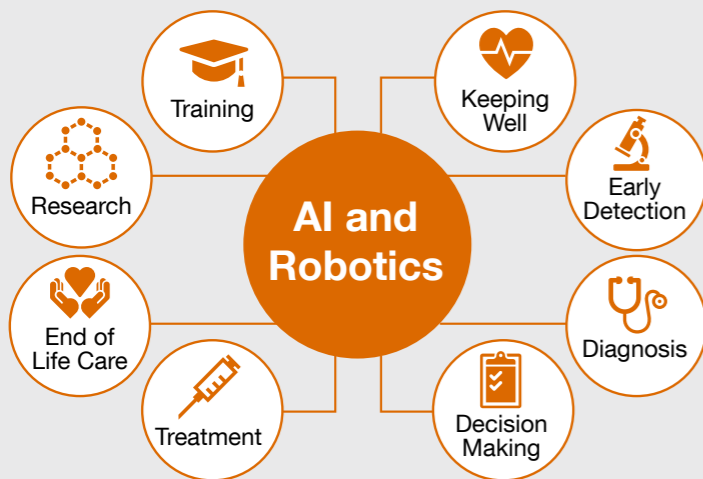 Training
Keeping
Well
Research
Early
Detection
AI and
Robotics
End of
Life Care
Diagnosis
Treatment
Decision
Making